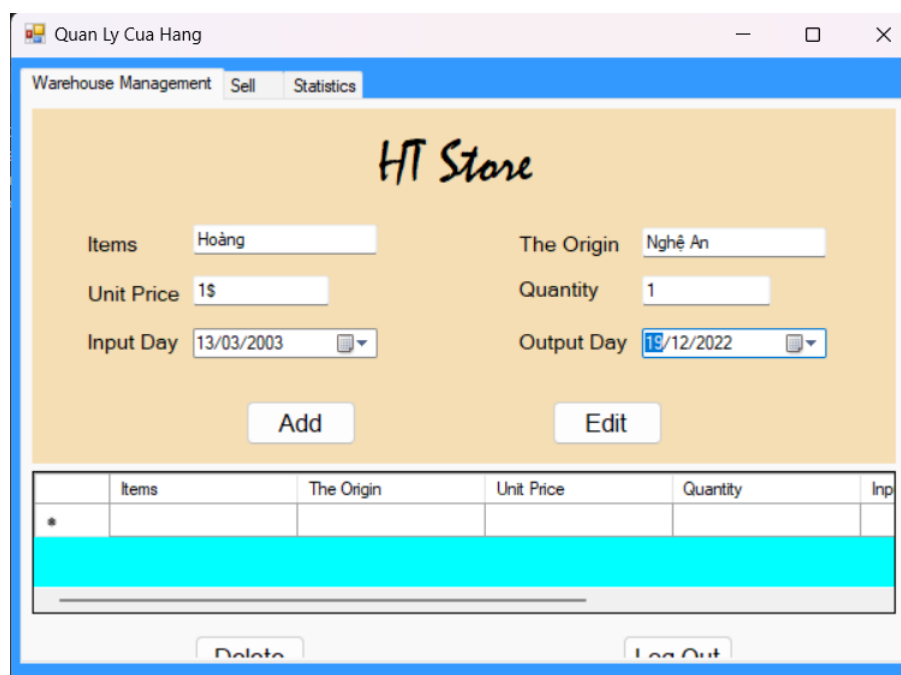 Quan Ly Cua Hang
Warehouse Management Sell Statistics
HT Store
Items Hoàng The Origin Nghệ An
Unit Price 1$ Quantity 1
Input Day 13/03/2003 Output Day 19/12/2022
Add Edit
Items The Origin Unit Price Quantity Inp
Delete Log Out